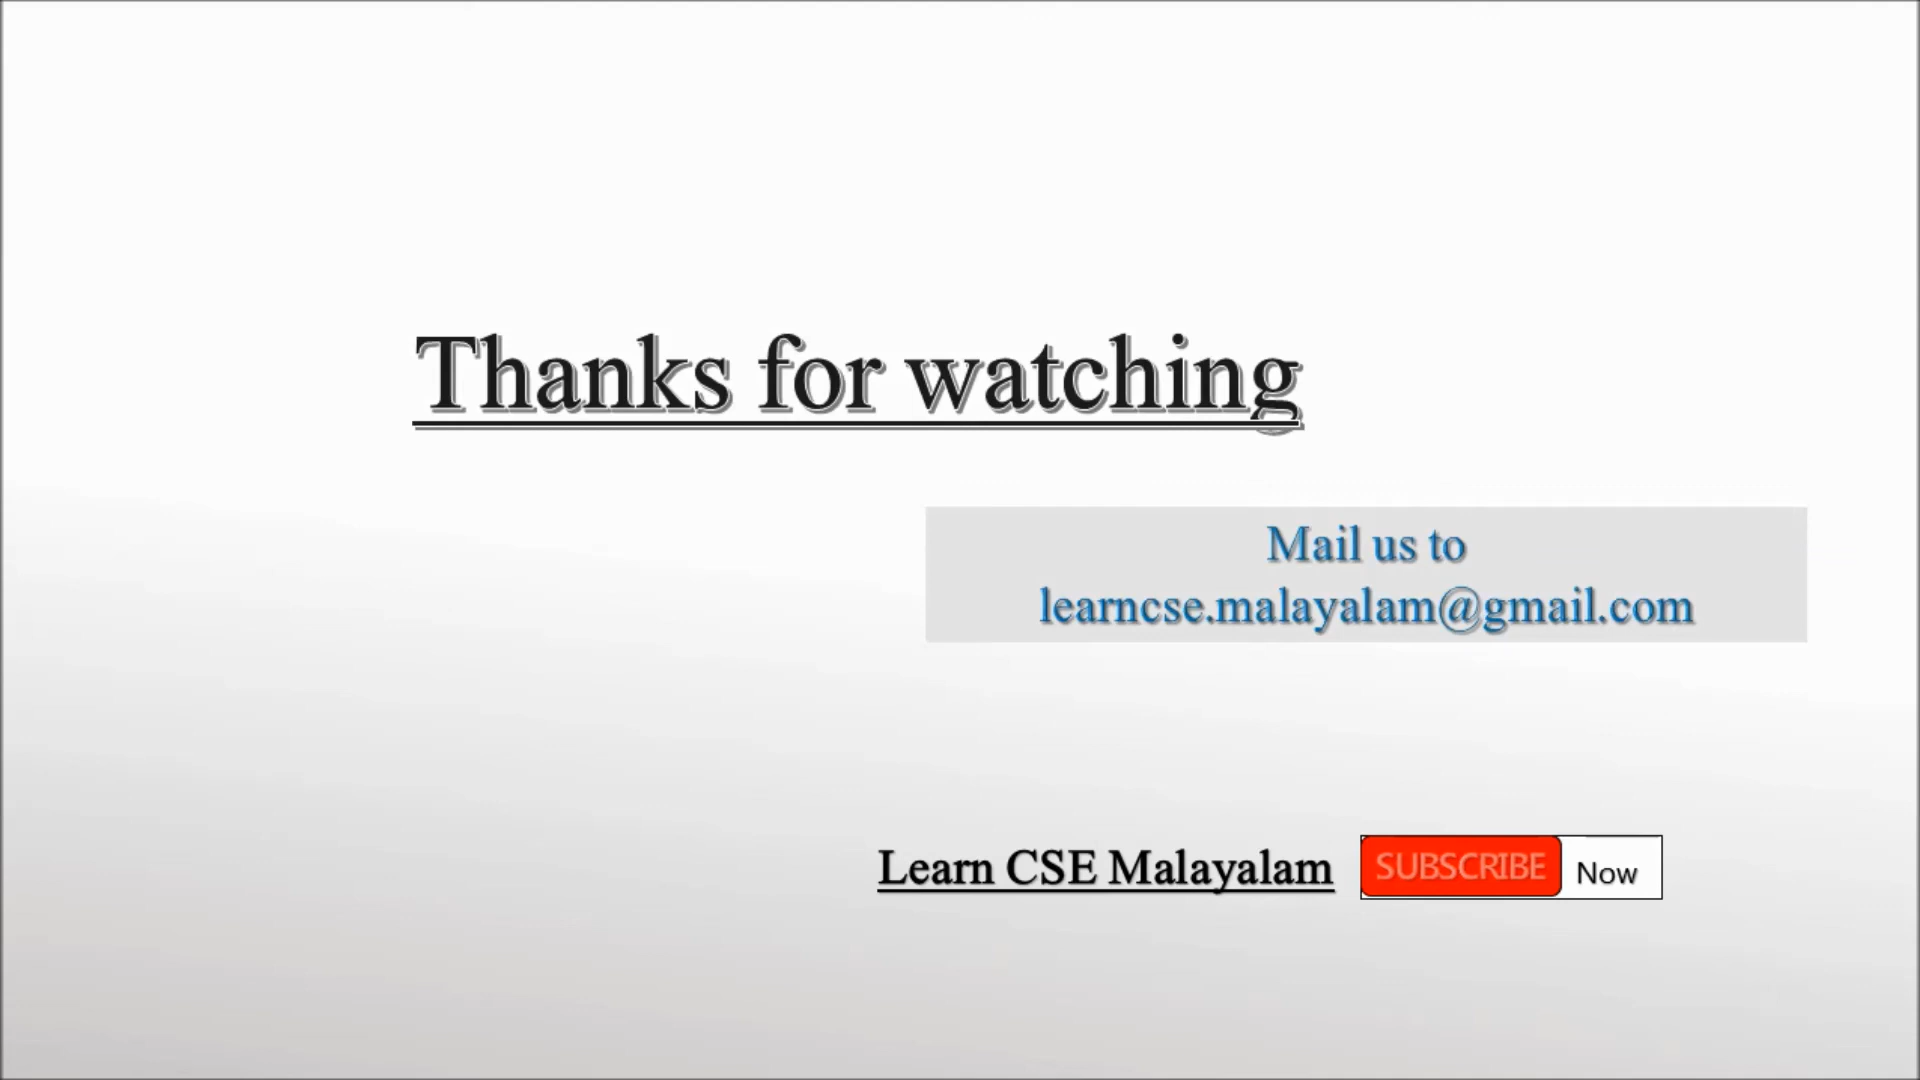 Thanks for watching
Mail us to
learncse.malayalam@gmail.com
Learn CSE Malayalam SUBSCRIBE Now